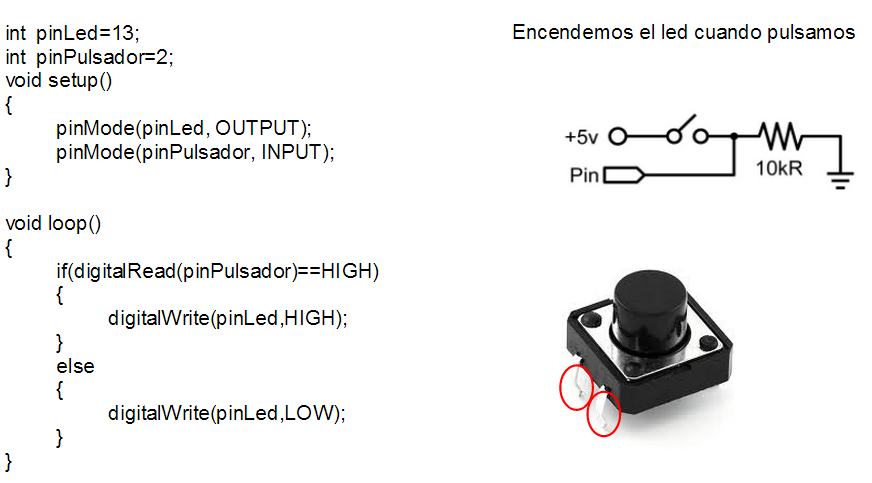 int pinLed=13;
int pinPulsador=2;
void setup()
{
pinMode(pinLed, OUTPUT);
pinMode(pinPulsador, INPUT);
}
void loop()
{
if(digitalRead(pinPulsador)==HIGH)
{
digitalWrite(pinLed,HIGH);
}
else
{
digitalWrite(pinLed,LOW);
}
}
Encendemos el led cuando pulsamos
+5v
Pin
10kR